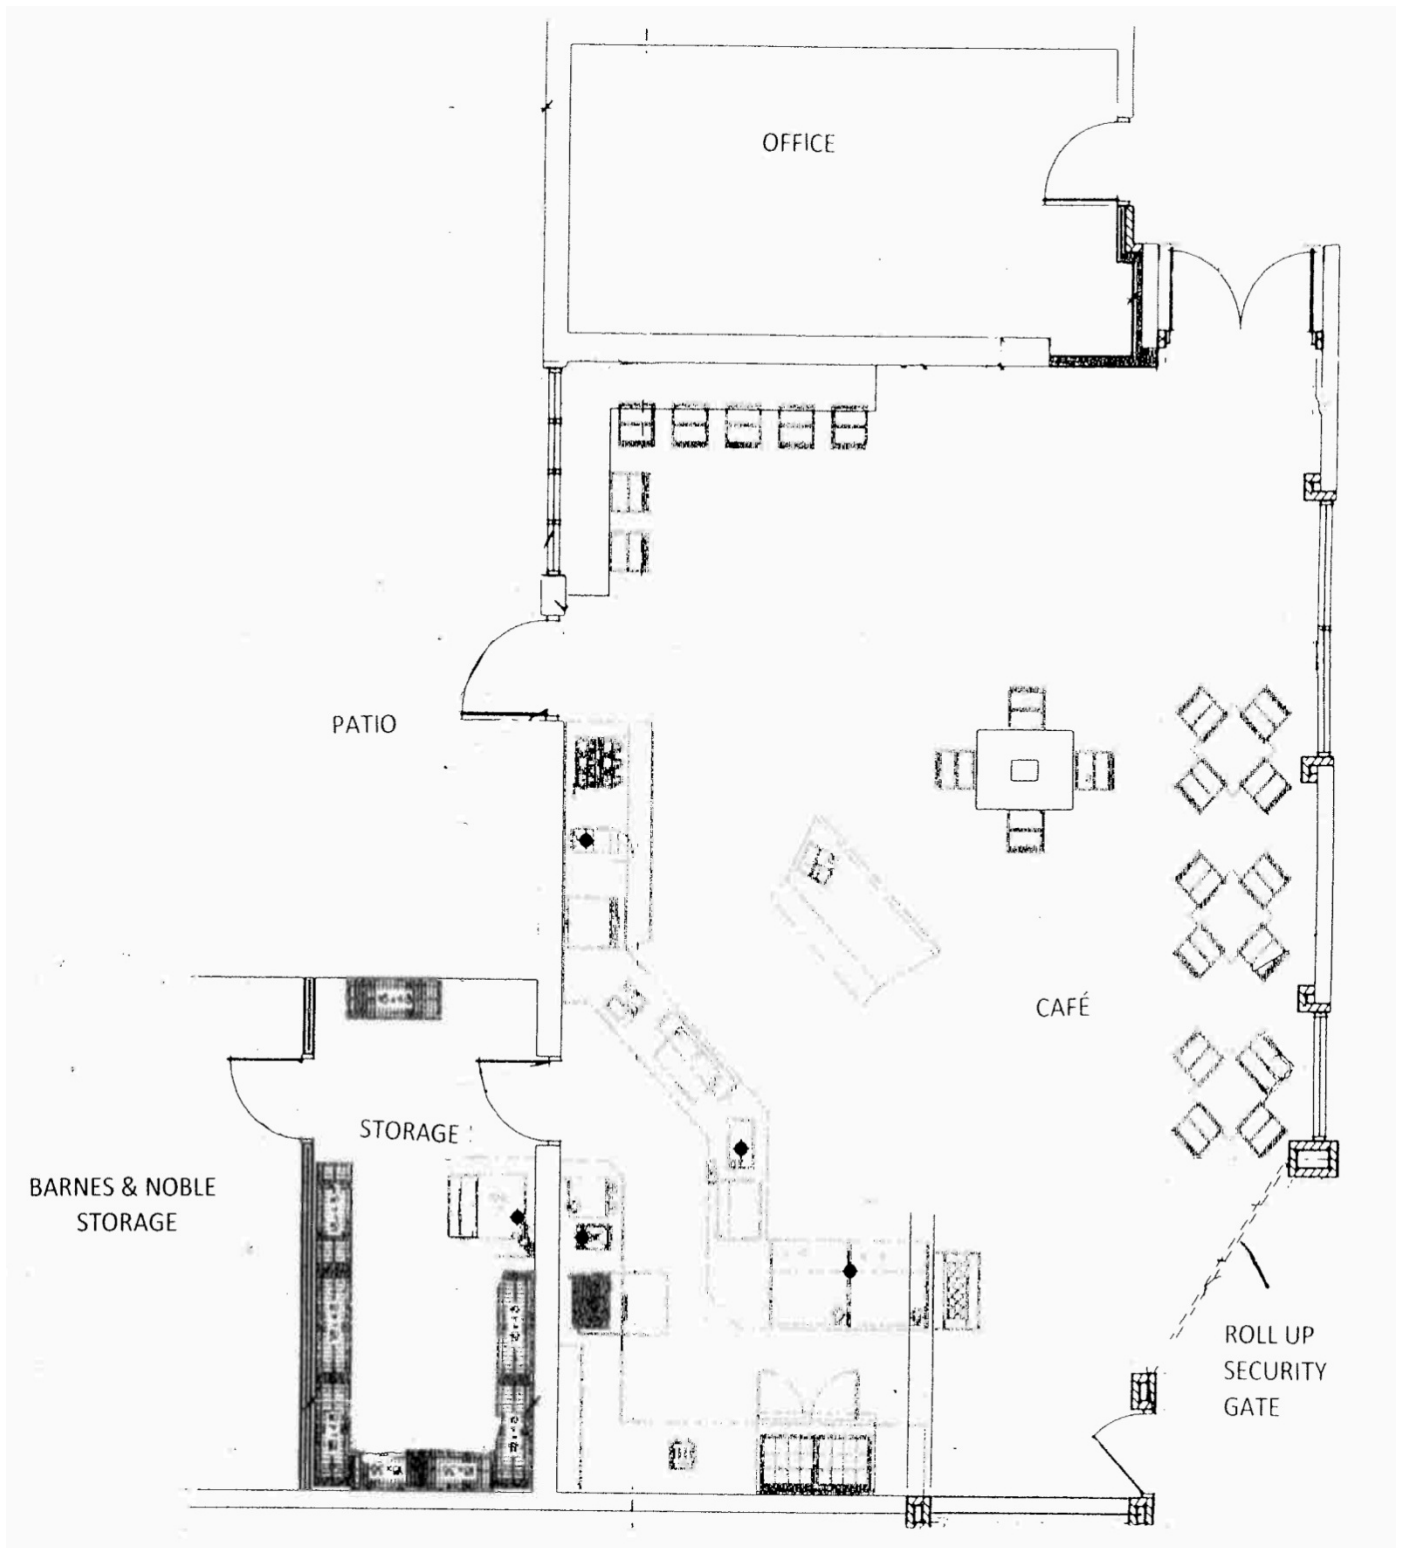 OFFICE
PATIO
CAFÉ
STORAGE
BARNES & NOBLE
STORAGE
ROLL UP
SECURITY
GATE